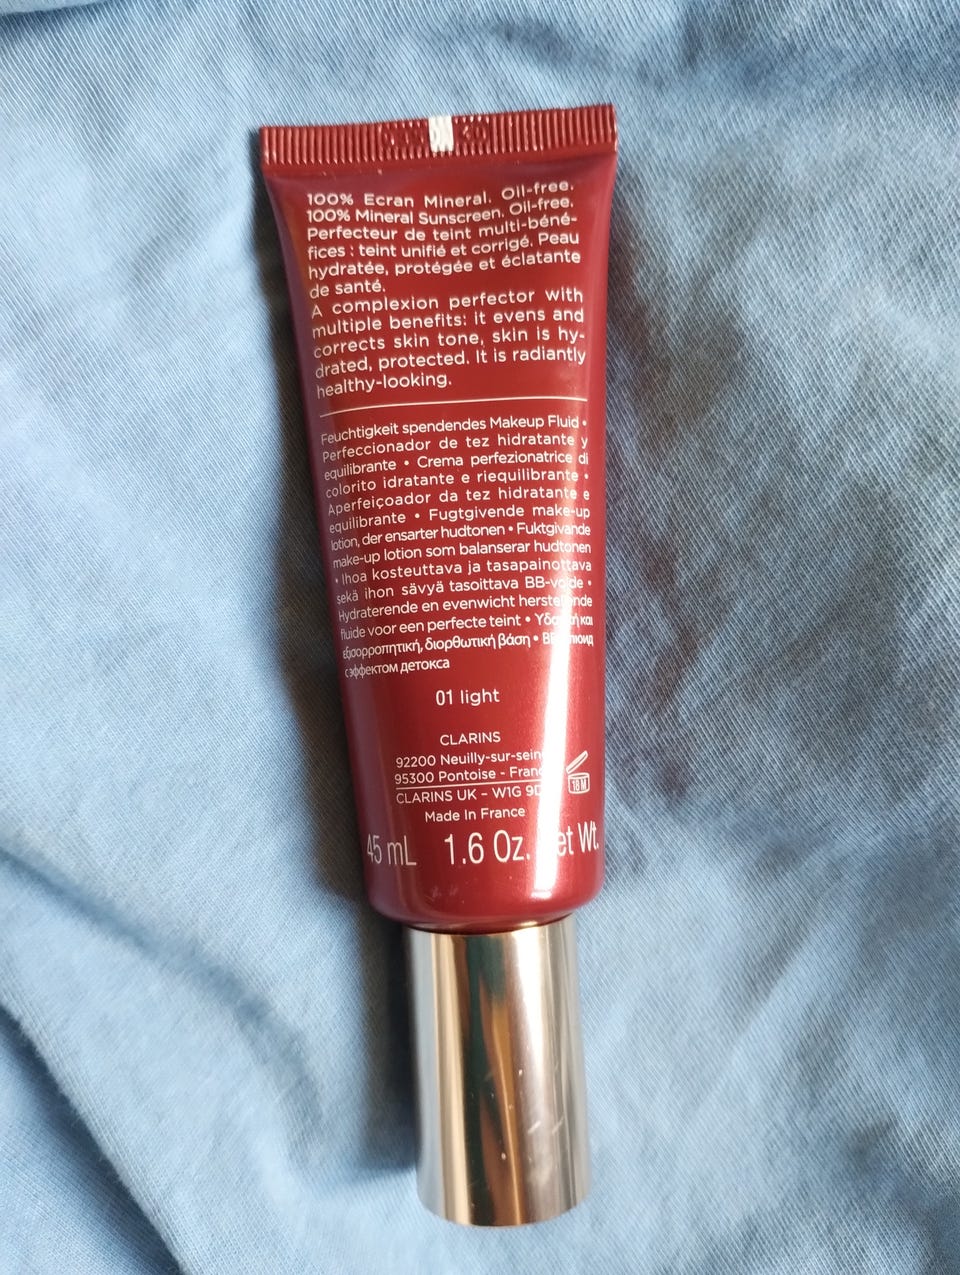 100% Ecran Mineral. Oil-free.
100% Mineral Sunscreen. Oil-free.
Perfecteur de teint multi-béné-
fices : teint unifié et corrigé. Peau
hydratée, protégée et éclatante
de santé.
A complexion perfector with
multiple benefits: it evens and
corrects skin tone, skin is hy-
drated, protected. It is radiantly
healthy-looking.
Feuchtigkeit spendendes Makeup Fluid •
Perfeccionador de tez hidratante y
equilibrante • Crema perfezionatrice di
colorito idratante e riequilibrante •
Aperfeiçoador da tez hidratante e
equilibrante • Fugtgivende make-up
lotion, der ensarter hudtonen • Fuktgivande
make-up lotion som balanserar hudtonen
• Ihoa kosteuttava ja tasapainottava
sekä ihon sävyä tasoittava BB-voide •
Hydraterende en evenwicht herstellende
fluide voor een perfecte teint • και
εξισορροπητική, διορθωτική βάση •
с эффектом детокса
01 light
CLARINS
92200 Neuilly-sur-seine
95300 Pontoise - France
CLARINS UK - W1G
Made In France
18 M
45 mL 1.6 Oz. Net Wt.